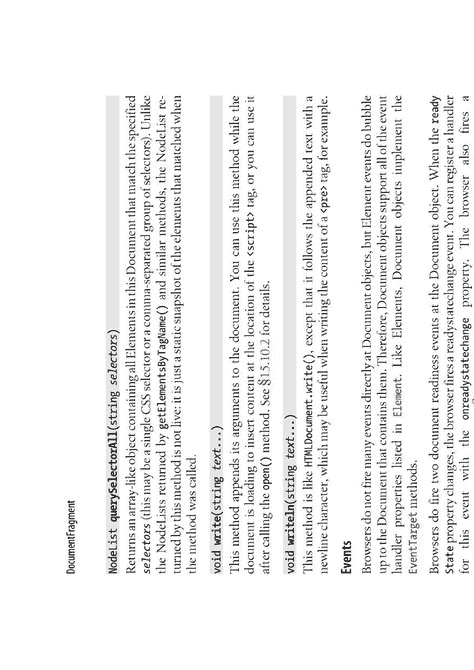 DocumentFragment
NodeList querySelectorAll(string selectors)
Returns an array-like object containing all Elements in this Document that match the specified
selectors (this may be a single CSS selector or a comma-separated group of selectors). Unlike
the NodeLists returned by getElementsByTagName() and similar methods, the NodeList re-
turned by this method is not live: it is just a static snapshot of the elements that matched when
the method was called.
void write(string text...)
This method appends its arguments to the document. You can use this method while the
document is loading to insert content at the location of the <script> tag, or you can use it
after calling the open() method. See §15.10.2 for details.
void writeln(string text...)
This method is like HTMLDocument.write(), except that it follows the appended text with a
newline character, which may be useful when writing the content of a <pre> tag, for example.
Events
Browsers do not fire many events directly at Document objects, but Element events do bubble
up to the Document that contains them. Therefore, Document objects support all of the event
handler properties listed in Element. Like Elements, Document objects implement the
EventTarget methods.
Browsers do fire two document readiness events at the Document object. When the ready
State property changes, the browser fires a readystatechange event. You can register a handler
for this event with the onreadystatechange property. The browser also fires a